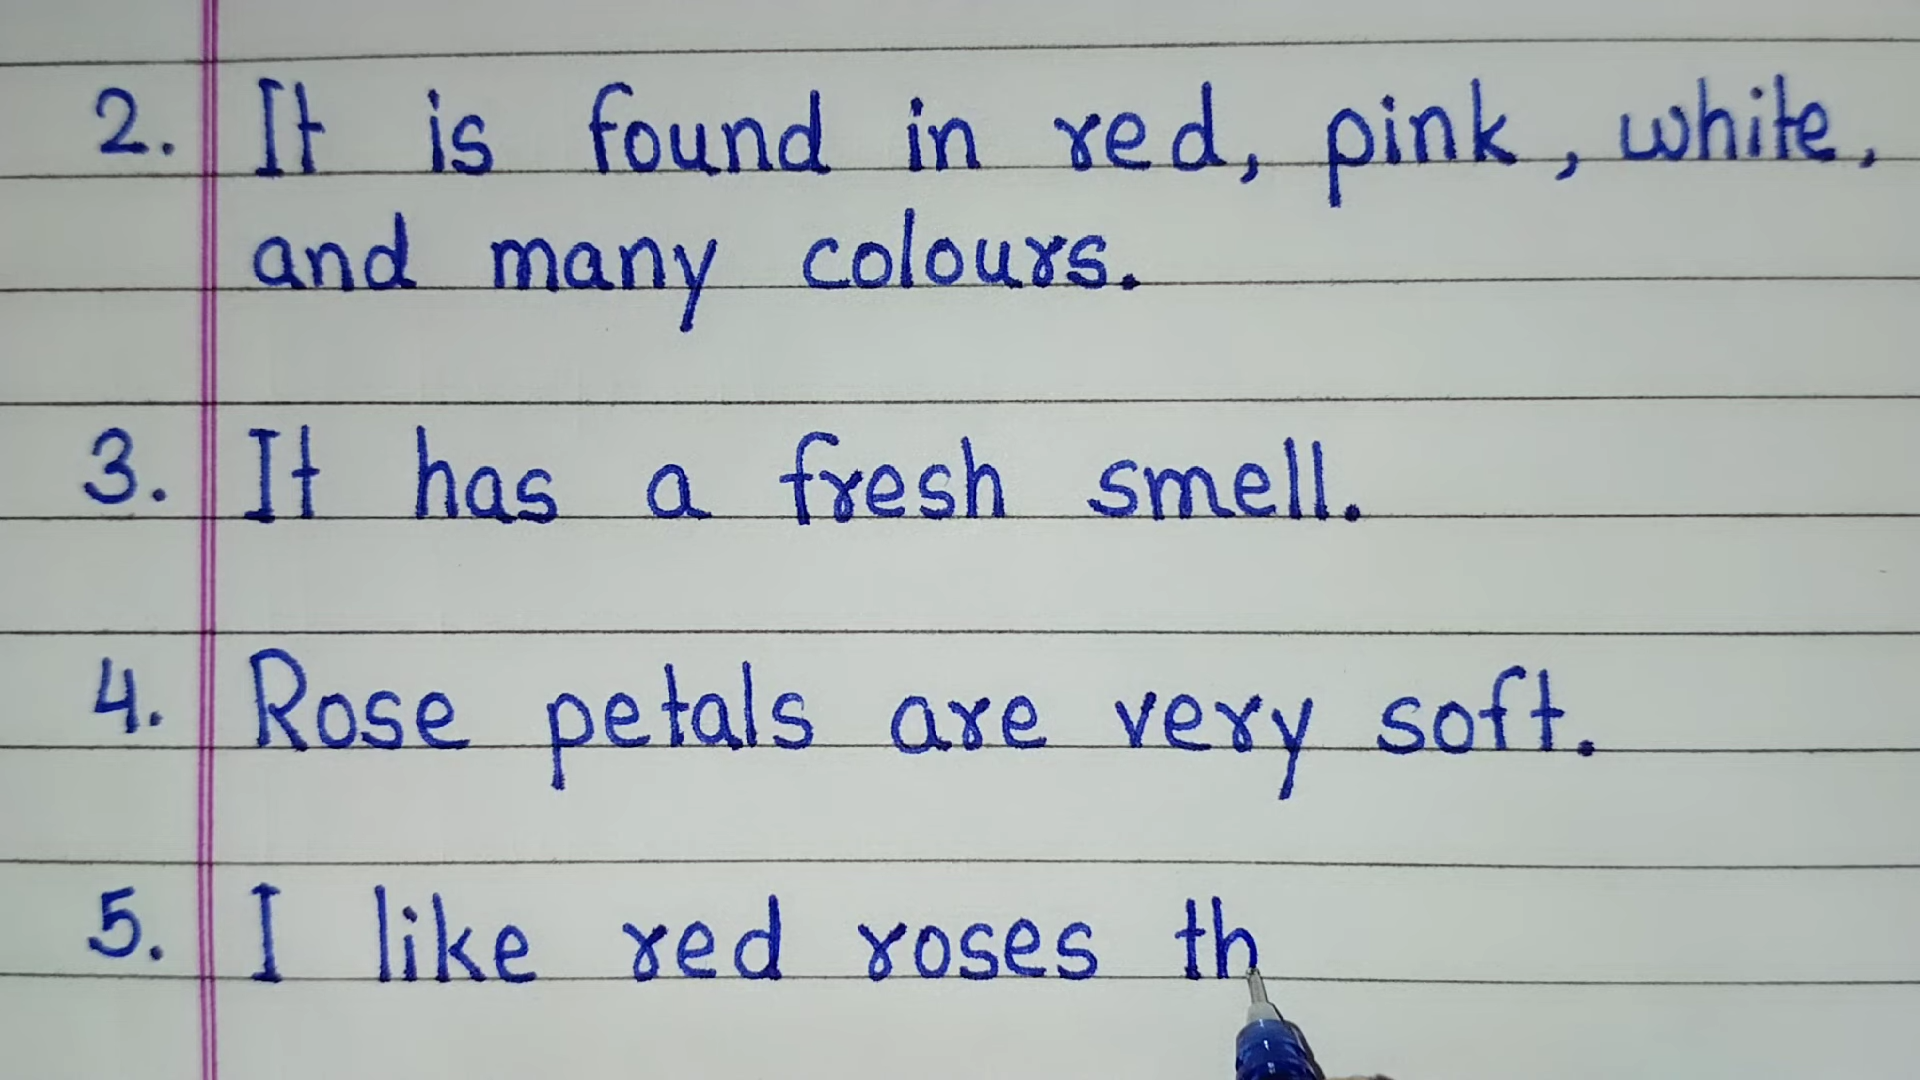 2. It is found in red, pink, white,
and many colours.
3. It has a fresh smell.
4. Rose petals are very soft.
5. I like red roses th